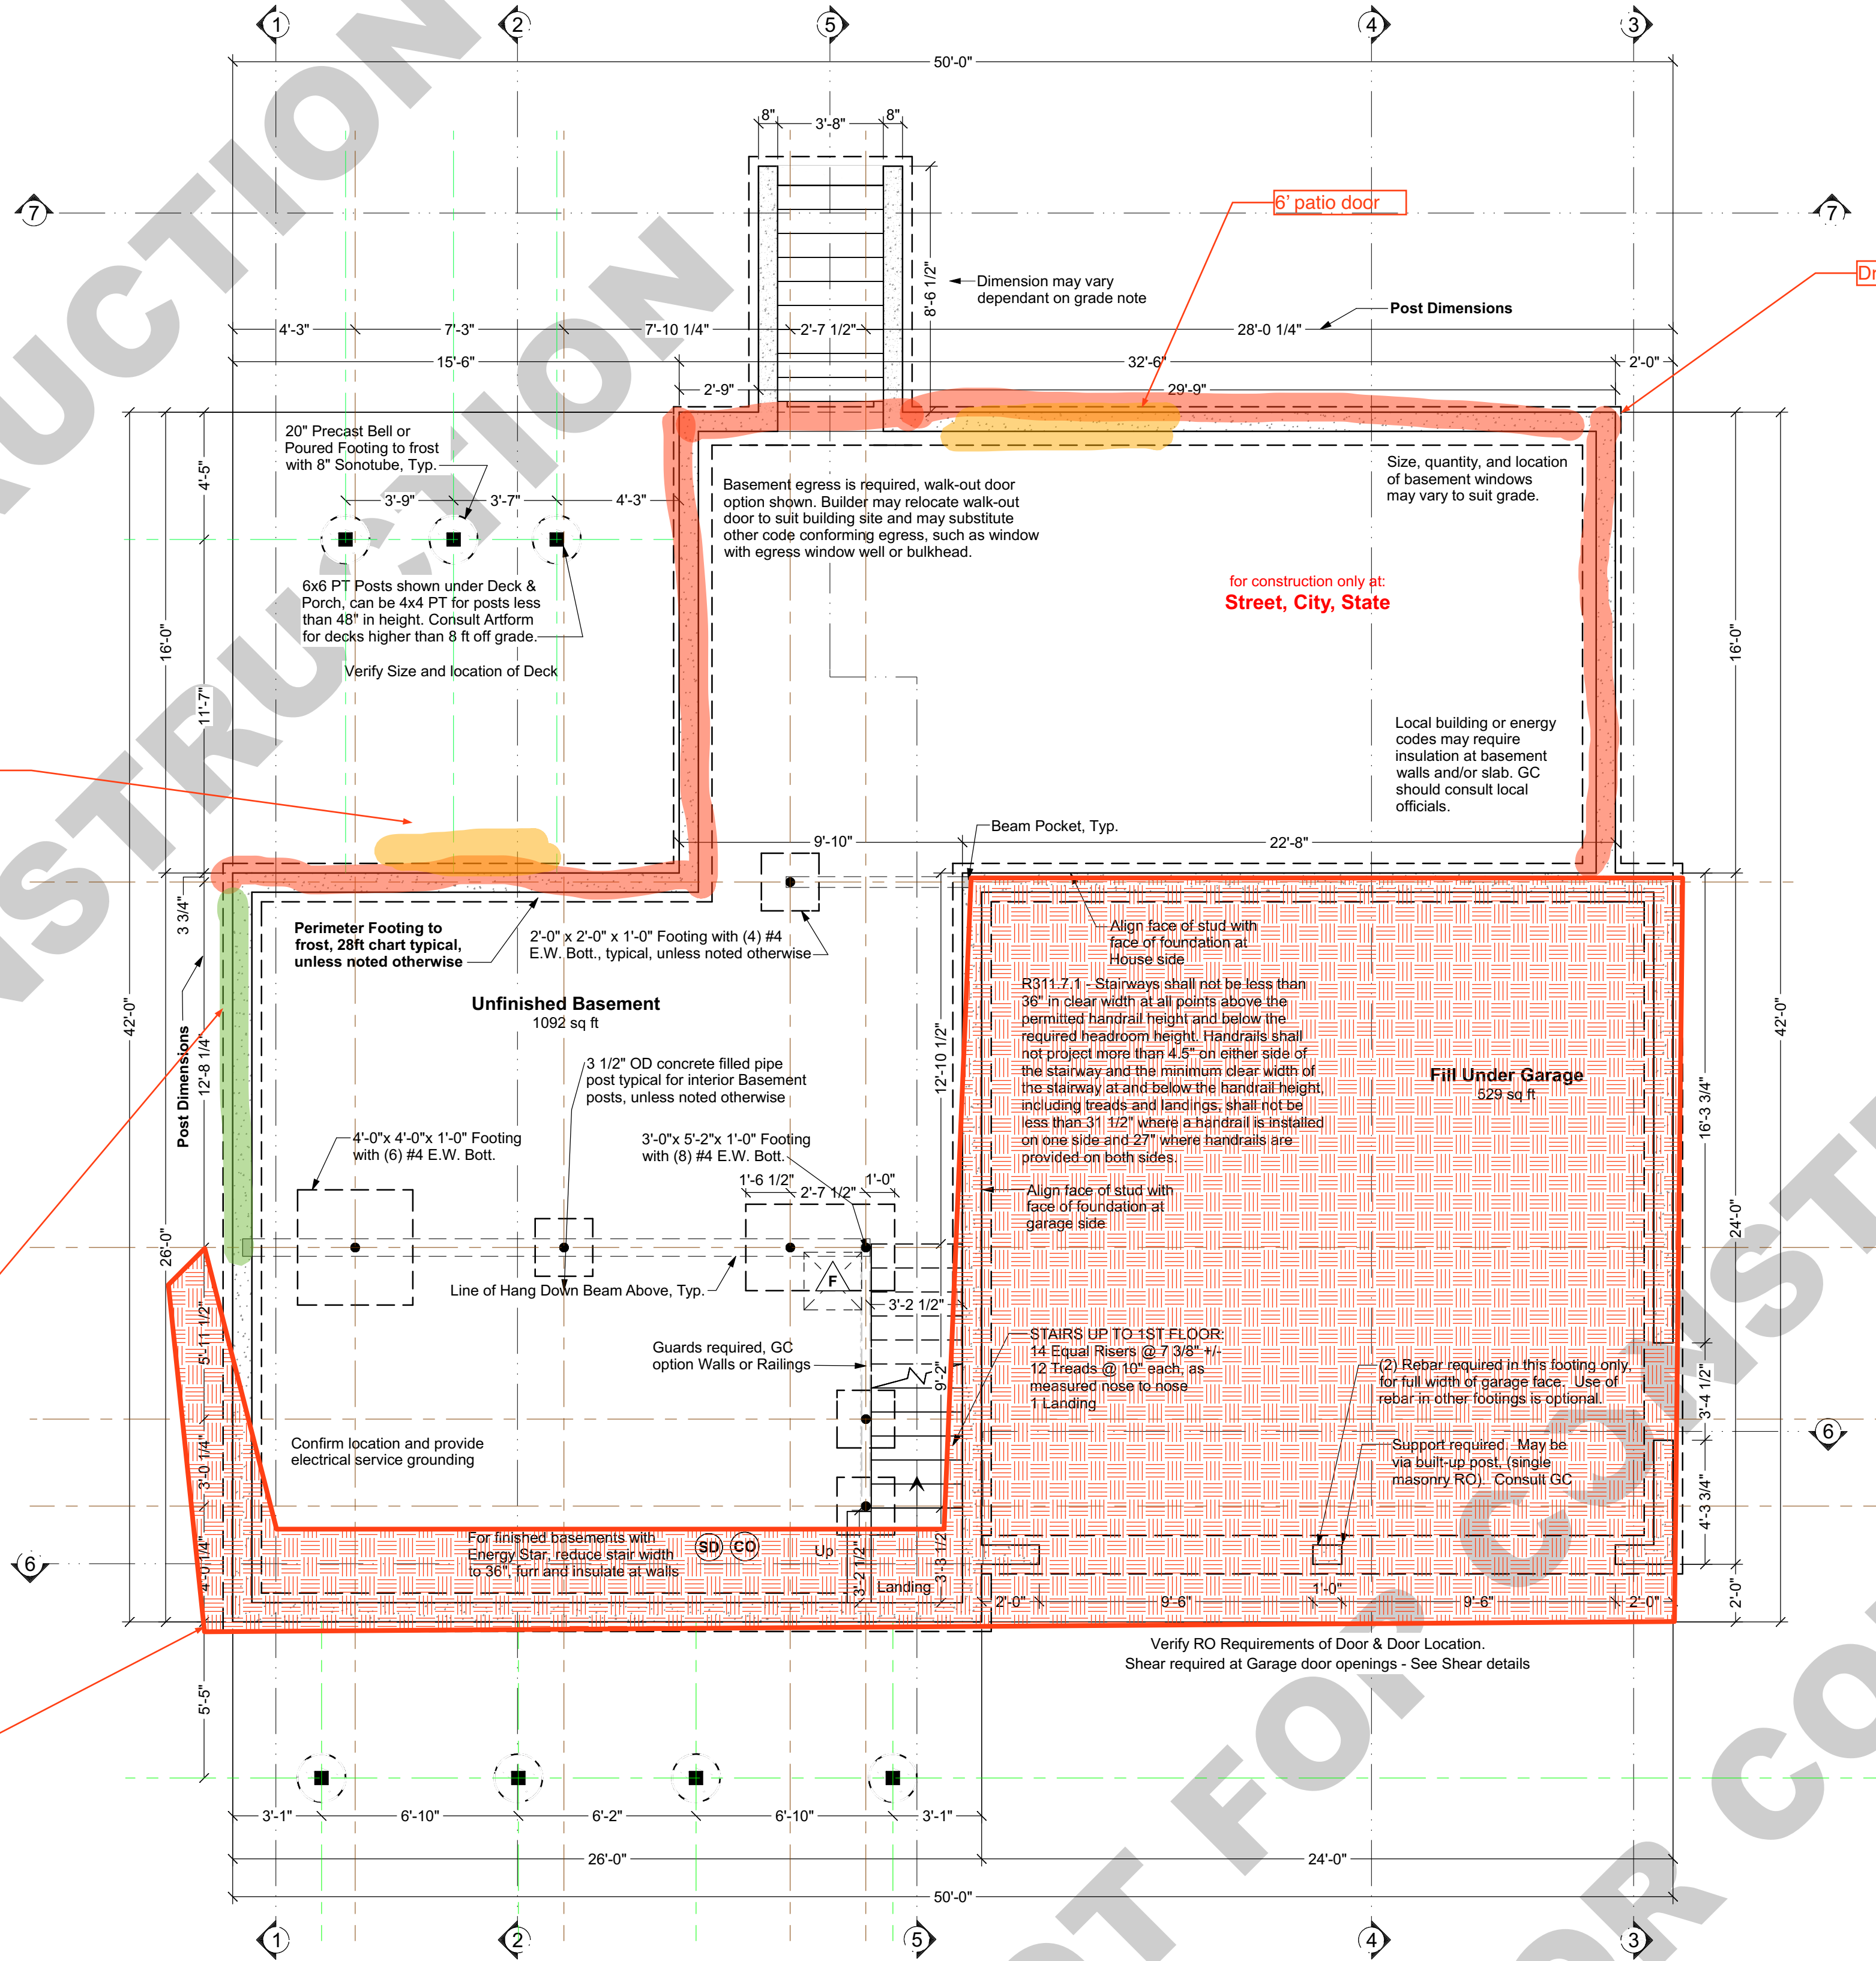 1
2
5
4
3
50'-0"
8"
3'-8"
8"
7
6' patio door
7
8'-6 1/2"
Dimension may vary
dependant on grade note
Post Dimensions
4'-3"
7'-3"
7'-10 1/4"
2'-7 1/2"
28'-0 1/4"
15'-6"
32'-6"
2'-0"
2'-9"
29'-9"
20" Precast Bell or
Poured Footing to frost
with 8" Sonotube, Typ.
4'-5"
3'-9"
3'-7"
4'-3"
Basement egress is required, walk-out door
option shown. Builder may relocate walk-out
door to suit building site and may substitute
other code conforming egress, such as window
with egress window well or bulkhead.
Size, quantity, and location
of basement windows
may vary to suit grade.
6x6 PT Posts shown under Deck &
Porch, can be 4x4 PT for posts less
than 48" in height. Consult Artform
for decks higher than 8 ft off grade.
Verify Size and location of Deck
for construction only at:
Street, City, State
16'-0"
11'-7"
16'-0"
Local building or energy
codes may require
insulation at basement
walls and/or slab. GC
should consult local
officials.
9'-10"
Beam Pocket, Typ.
22'-8"
3 3/4"
Perimeter Footing to
frost, 28ft chart typical,
unless noted otherwise
2'-0" x 2'-0" x 1'-0" Footing with (4) #4
E.W. Bott., typical, unless noted otherwise
Align face of stud with
face of foundation at
House side
Unfinished Basement
1092 sq ft
R311.7.1 - Stairways shall not be less than
36" in clear width at all points above the
permitted handrail height and below the
required headroom height. Handrails shall
not project more than 4.5" on either side of
the stairway and the minimum clear width of
the stairway at and below the handrail height,
including treads and landings, shall not be
less than 31 1/2" where a handrail is installed
on one side and 27" where handrails are
provided on both sides.
Fill Under Garage
529 sq ft
42'-0"
Post Dimensions
12'-8 1/4"
12'-10 1/2"
16'-3 3/4"
42'-0"
3 1/2" OD concrete filled pipe
post typical for interior Basement
posts, unless noted otherwise
4'-0"x 4'-0"x 1'-0" Footing
with (6) #4 E.W. Bott.
3'-0"x 5'-2"x 1'-0" Footing
with (8) #4 E.W. Bott.
1'-6 1/2"
2'-7 1/2"
1'-0"
Align face of stud with
face of foundation at
garage side
26'-0"
24'-0"
F
Line of Hang Down Beam Above, Typ.
3'-2 1/2"
5'-11 1/2"
Guards required, GC
option Walls or Railings
9'-2"
STAIRS UP TO 1ST FLOOR:
14 Equal Risers @ 7 3/8" +/-
12 Treads @ 10" each, as
measured nose to nose
1 Landing
(2) Rebar required in this footing only,
for full width of garage face. Use of
rebar in other footings is optional.
3'-4 1/2"
6
Confirm location and provide
electrical service grounding
3'-0 1/4"
Support required. May be
via built-up post, (single
masonry RO). Consult GC
4'-3 3/4"
6
For finished basements with
Energy Star, reduce stair width
to 36", furr and insulate at walls
SD
CO
Up
4'-0 1/4"
3'-2 1/2"
3'-3 1/2"
Landing
2'-0"
9'-6"
1'-0"
9'-6"
2'-0"
2'-0"
Verify RO Requirements of Door & Door Location.
Shear required at Garage door openings - See Shear details
5'-5"
3'-1"
6'-10"
6'-2"
6'-10"
3'-1"
26'-0"
24'-0"
50'-0"
1
2
5
4
3